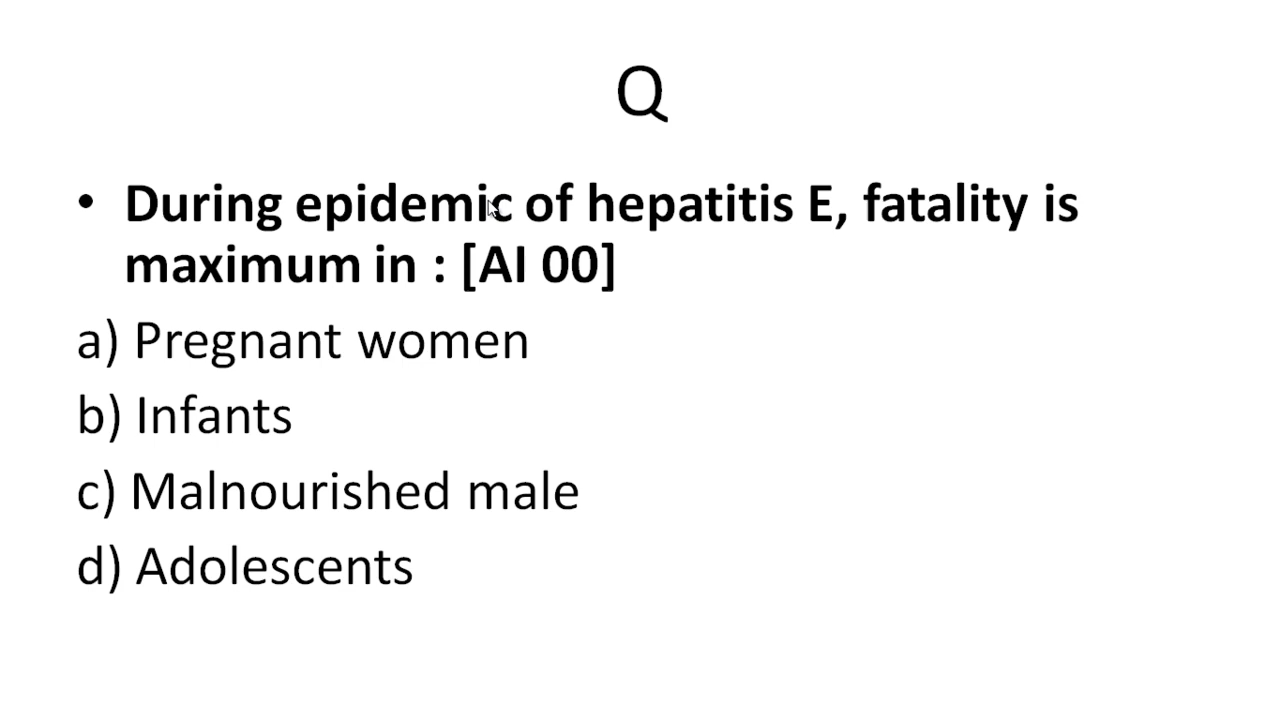 Q
• During epidemic of hepatitis E, fatality is
maximum in : [AI 00]
a) Pregnant women
b) Infants
c) Malnourished male
d) Adolescents